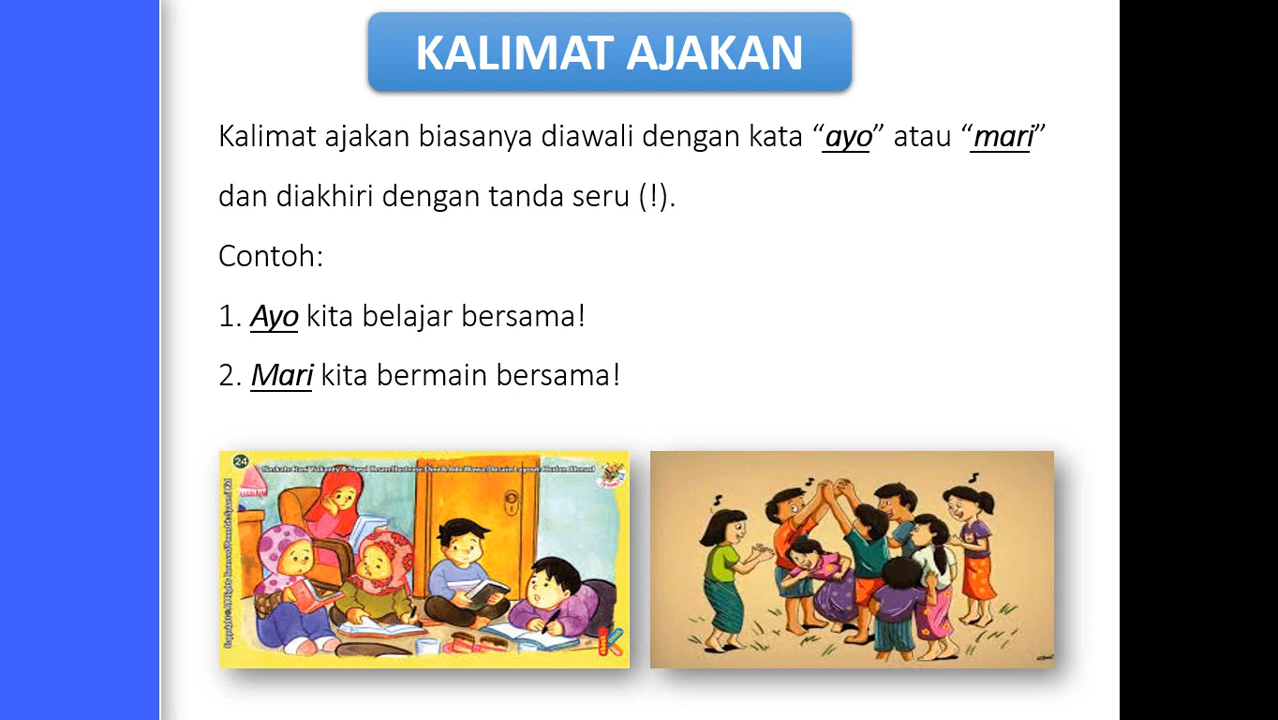 KALIMAT AJAKAN
Kalimat ajakan biasanya diawali dengan kata “ayo” atau “mari”
dan diakhiri dengan tanda seru (!).
Contoh:
1. Ayo kita belajar bersama!
2. Mari kita bermain bersama!
24